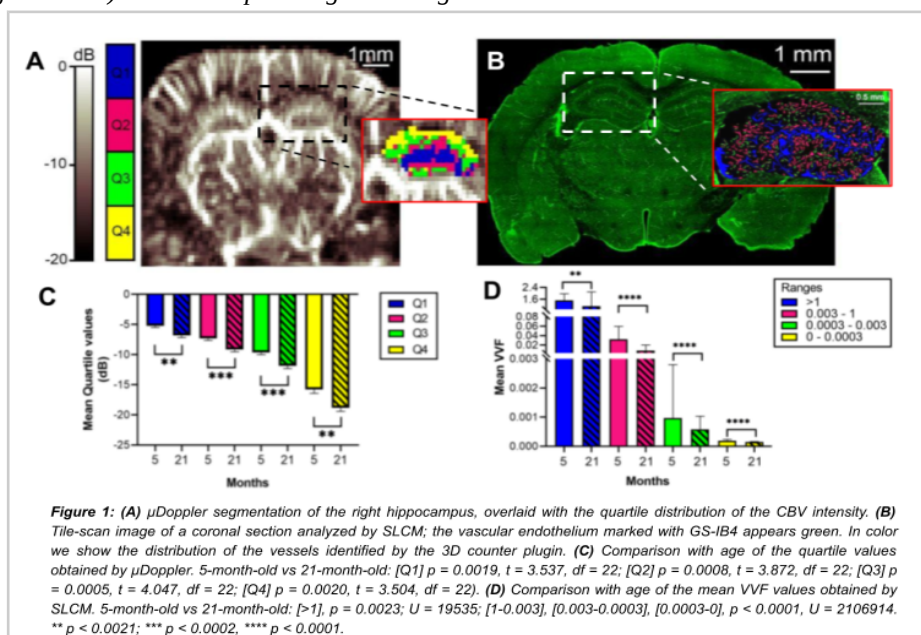 A
dB
0
-10
-20
Q1
Q2
Q3
Q4
1mm
B
1 mm
0.5 mm
C
Mean Quartile values
(dB)
0
-5
-10
-15
-20
-25
**
***
***
**
5 21 5 21 5 21 5 21
Months
Q1
Q2
Q3
Q4
D
Mean VVF
2.4
1.6
0.08
0.06
0.04
0.02
0.003
0.002
0.001
0.000
**
****
****
****
5 21 5 21 5 21 5 21
Months
Ranges
>1
0.003 - 1
0.0003 - 0.003
0 - 0.0003
Figure 1: (A) µDoppler segmentation of the right hippocampus, overlaid with the quartile distribution of the CBV intensity. (B)
Tile-scan image of a coronal section analyzed by SLCM; the vascular endothelium marked with GS-IB4 appears green. In color
we show the distribution of the vessels identified by the 3D counter plugin. (C) Comparison with age of the quartile values
obtained by µDoppler. 5-month-old vs 21-month-old: [Q1] p = 0.0019, t = 3.537, df = 22; [Q2] p = 0.0008, t = 3.872, df = 22; [Q3] p
= 0.0005, t = 4.047, df = 22; [Q4] p = 0.0020, t = 3.504, df = 22). (D) Comparison with age of the mean VVF values obtained by
SLCM. 5-month-old vs 21-month-old: [>1], p = 0.0023; U = 19535; [1-0.003], [0.003-0.0003], [0.0003-0], p < 0.0001, U = 2106914.
** p < 0.0021; *** p < 0.0002, **** p < 0.0001.